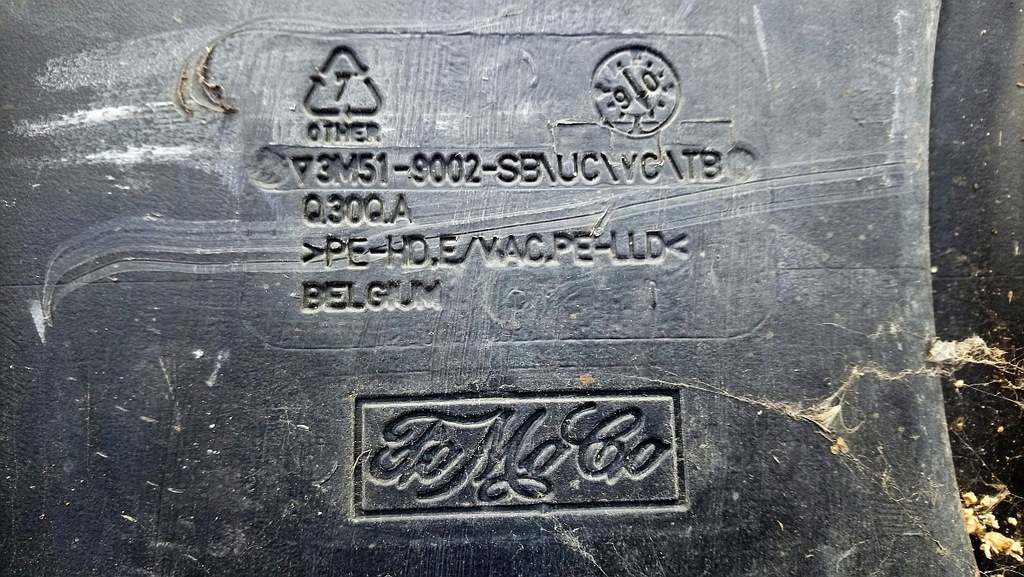 7
OTHER
3M51-9002-SB\UC\VC\TB
Q.30Q.A
>PE-HD.E/VAC.PE-LLD<
BELGIUM
FoMoCo